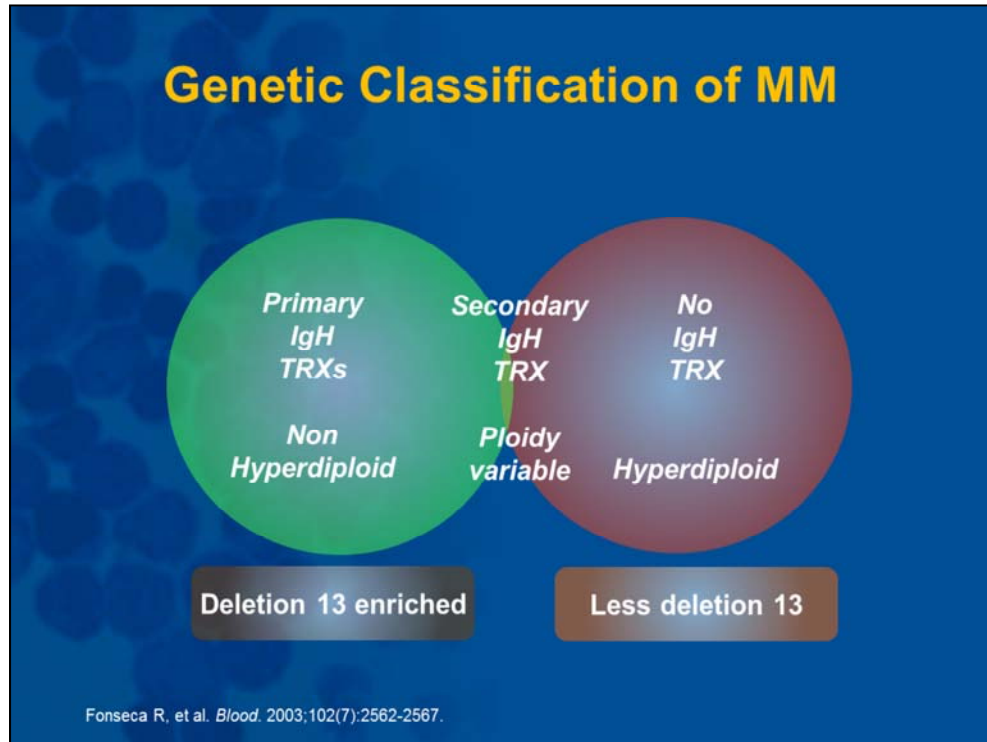 Genetic Classification of MM
Primary
IgH
TRXs
Non
Hyperdiploid
Secondary
IgH
TRX
Ploidy
variable
No
IgH
TRX
Hyperdiploid
Deletion 13 enriched
Less deletion 13
Fonseca R, et al. Blood. 2003;102(7):2562-2567.